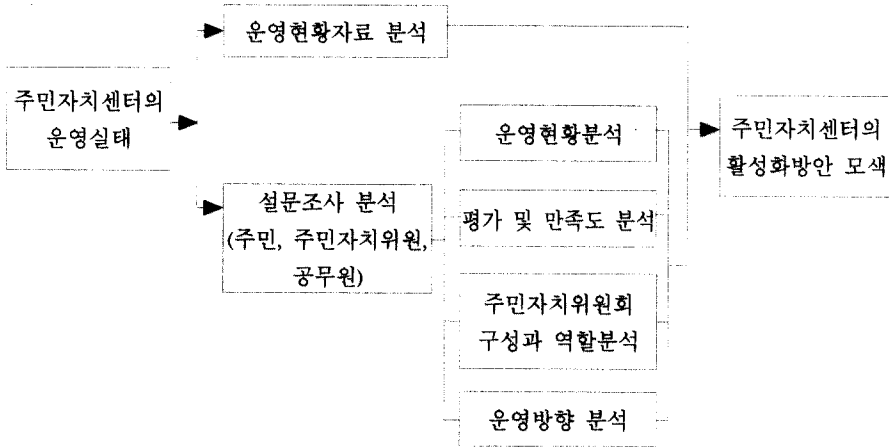 운영현황자료 분석
주민자치센터의
운영실태
운영현황분석
주민자치센터의
활성화방안 모색
설문조사 분석
(주민, 주민자치위원,
공무원)
평가 및 만족도 분석
주민자치위원회
구성과 역할분석
운영방향 분석